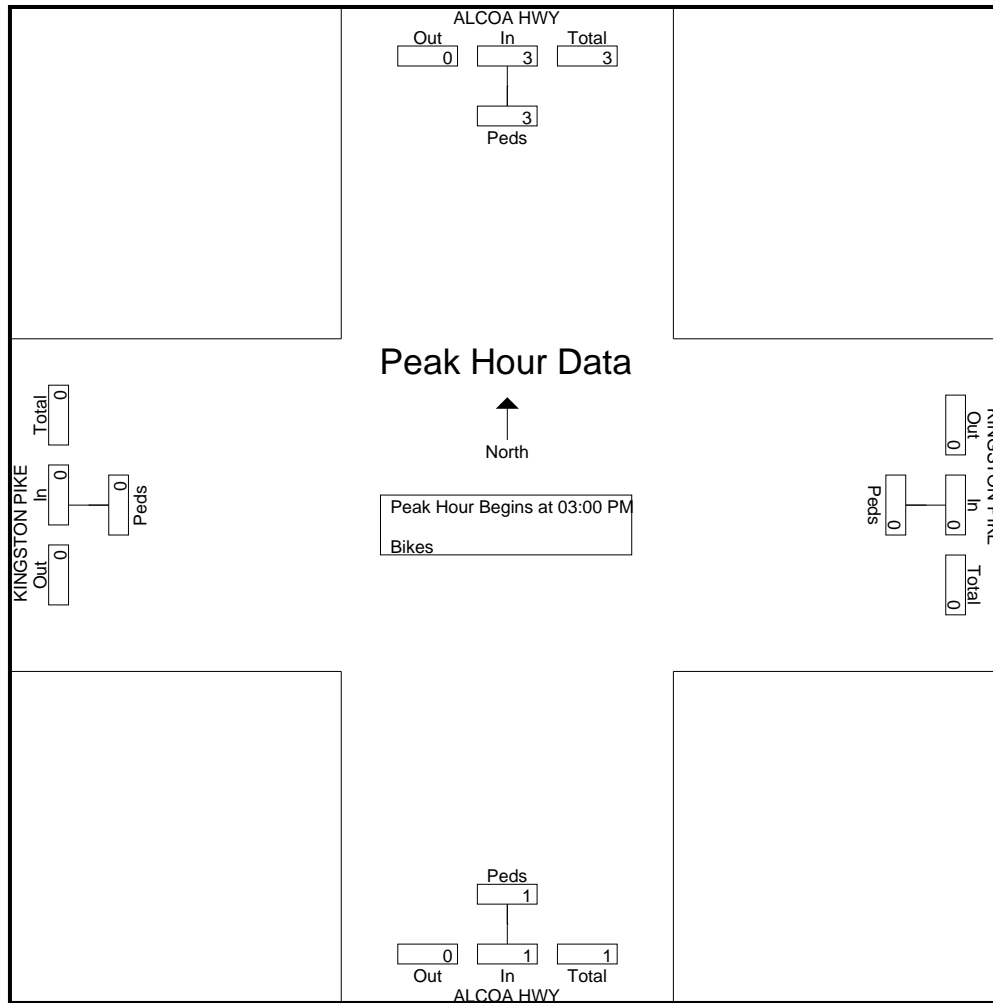 ALCOA HWY
Out In Total
0 3 3
3
Peds
Peak Hour Data
North
Peak Hour Begins at 03:00 PM
Bikes
KINGSTON PIKE
Out In Total
0 0 0
0
Peds
KINGSTON PIKE
Out In Total
0 0 0
0
Peds
Peds
1
0 1 1
Out In Total
ALCOA HWY